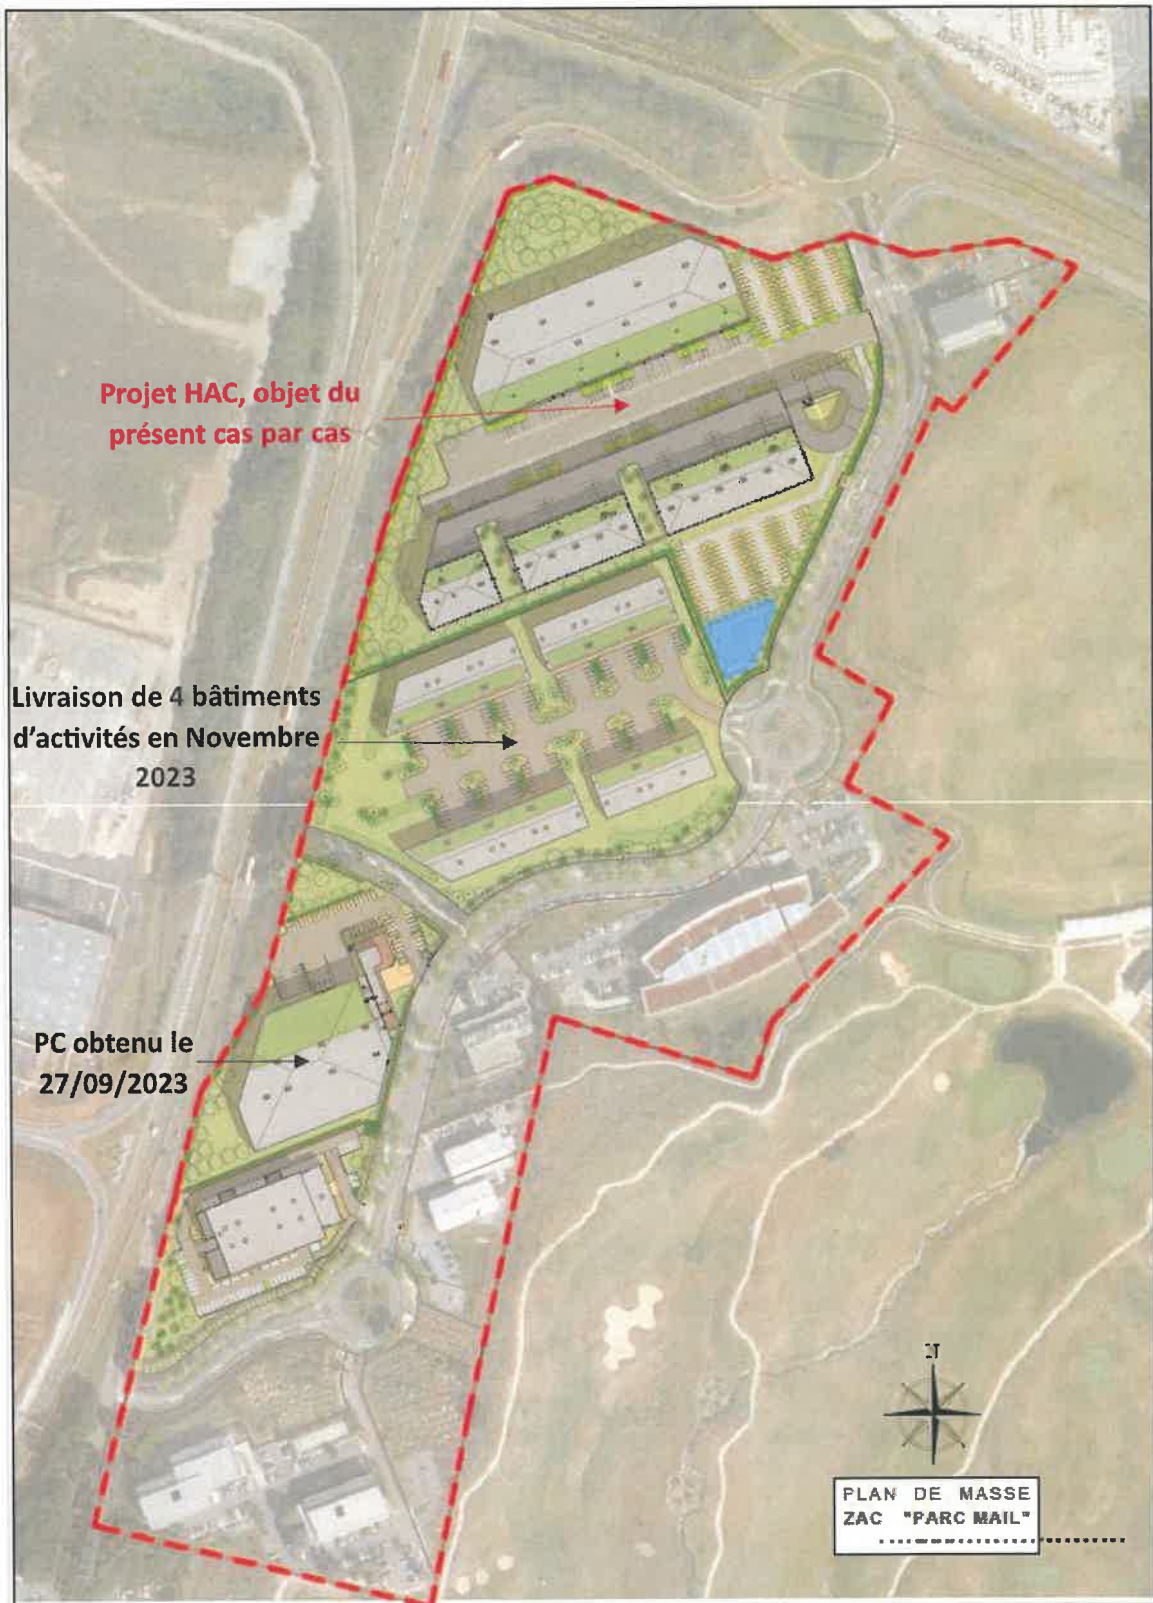 Projet HAC, objet du
présent cas par cas
Livraison de 4 bâtiments
d'activités en Novembre
2023
PC obtenu le
27/09/2023
PLAN DE MASSE
ZAC "PARC MAIL"